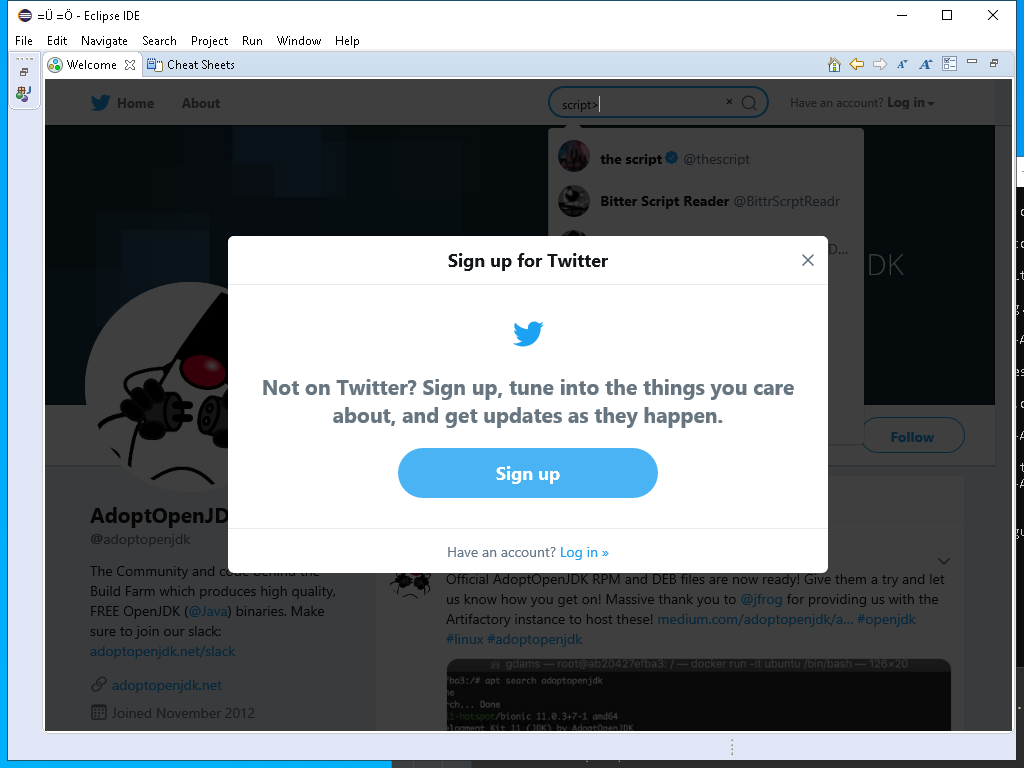 =Ü =Ö - Eclipse IDE
File Edit Navigate Search Project Run Window Help
Welcome Cheat Sheets
Home About script> × Have an account? Log in
the script @thescript
Bitter Script Reader @BittrScrptReadr
D...
DK
Sign up for Twitter
Not on Twitter? Sign up, tune into the things you care
about, and get updates as they happen.
Sign up
Have an account? Log in »
Follow
AdoptOpenJD
@adoptopenjdk
The Community and code behind the
Build Farm which produces high quality,
FREE OpenJDK (@Java) binaries. Make
sure to join our slack:
adoptopenjdk.net/slack
adoptopenjdk.net
Joined November 2012
Official AdoptOpenJDK RPM and DEB files are now ready! Give them a try and let
us know how you get on! Massive thank you to @jfrog for providing us with the
Artifactory instance to host these! medium.com/adoptopenjdk/a... #openjdk
#linux #adoptopenjdk
gdams — root@ab20427efba3: / — docker run -it ubuntu /bin/bash — 126×20
fba3:/# apt search adoptopenjdk
ne
rch... Done
11-hotspot/bionic 11.0.3+7-1 amd64
elopment Kit 11 (JDK) by AdoptOpenJDK